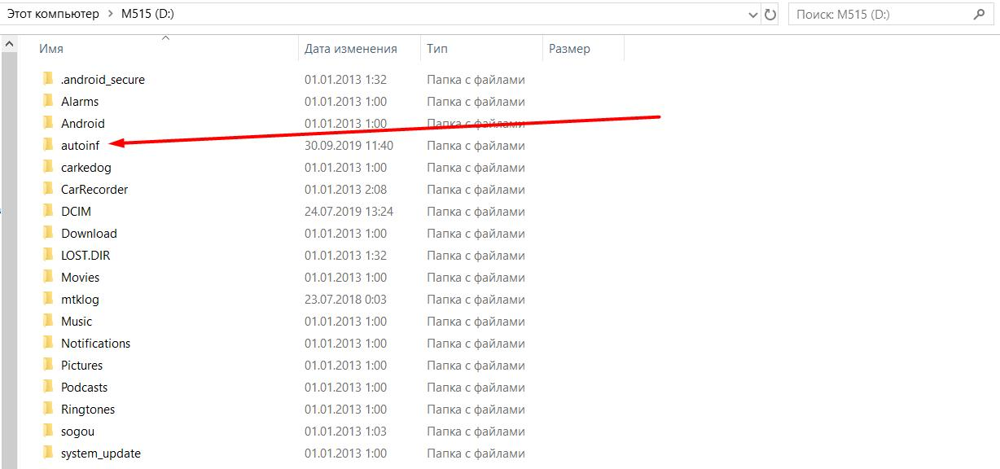 Этот компьютер > M515 (D:) Поиск: M515 (D:)
Имя Дата изменения Тип Размер
.android_secure 01.01.2013 1:32 Папка с файлами
Alarms 01.01.2013 1:00 Папка с файлами
Android 01.01.2013 1:00 Папка с файлами
autoinf 30.09.2019 11:40 Папка с файлами
carkedog 01.01.2013 1:00 Папка с файлами
CarRecorder 01.01.2013 2:08 Папка с файлами
DCIM 24.07.2019 13:24 Папка с файлами
Download 01.01.2013 1:00 Папка с файлами
LOST.DIR 01.01.2013 1:32 Папка с файлами
Movies 01.01.2013 1:00 Папка с файлами
mtklog 23.07.2018 0:03 Папка с файлами
Music 01.01.2013 1:00 Папка с файлами
Notifications 01.01.2013 1:00 Папка с файлами
Pictures 01.01.2013 1:00 Папка с файлами
Podcasts 01.01.2013 1:00 Папка с файлами
Ringtones 01.01.2013 1:00 Папка с файлами
sogou 01.01.2013 1:03 Папка с файлами
system_update 01.01.2013 1:00 Папка с файлами